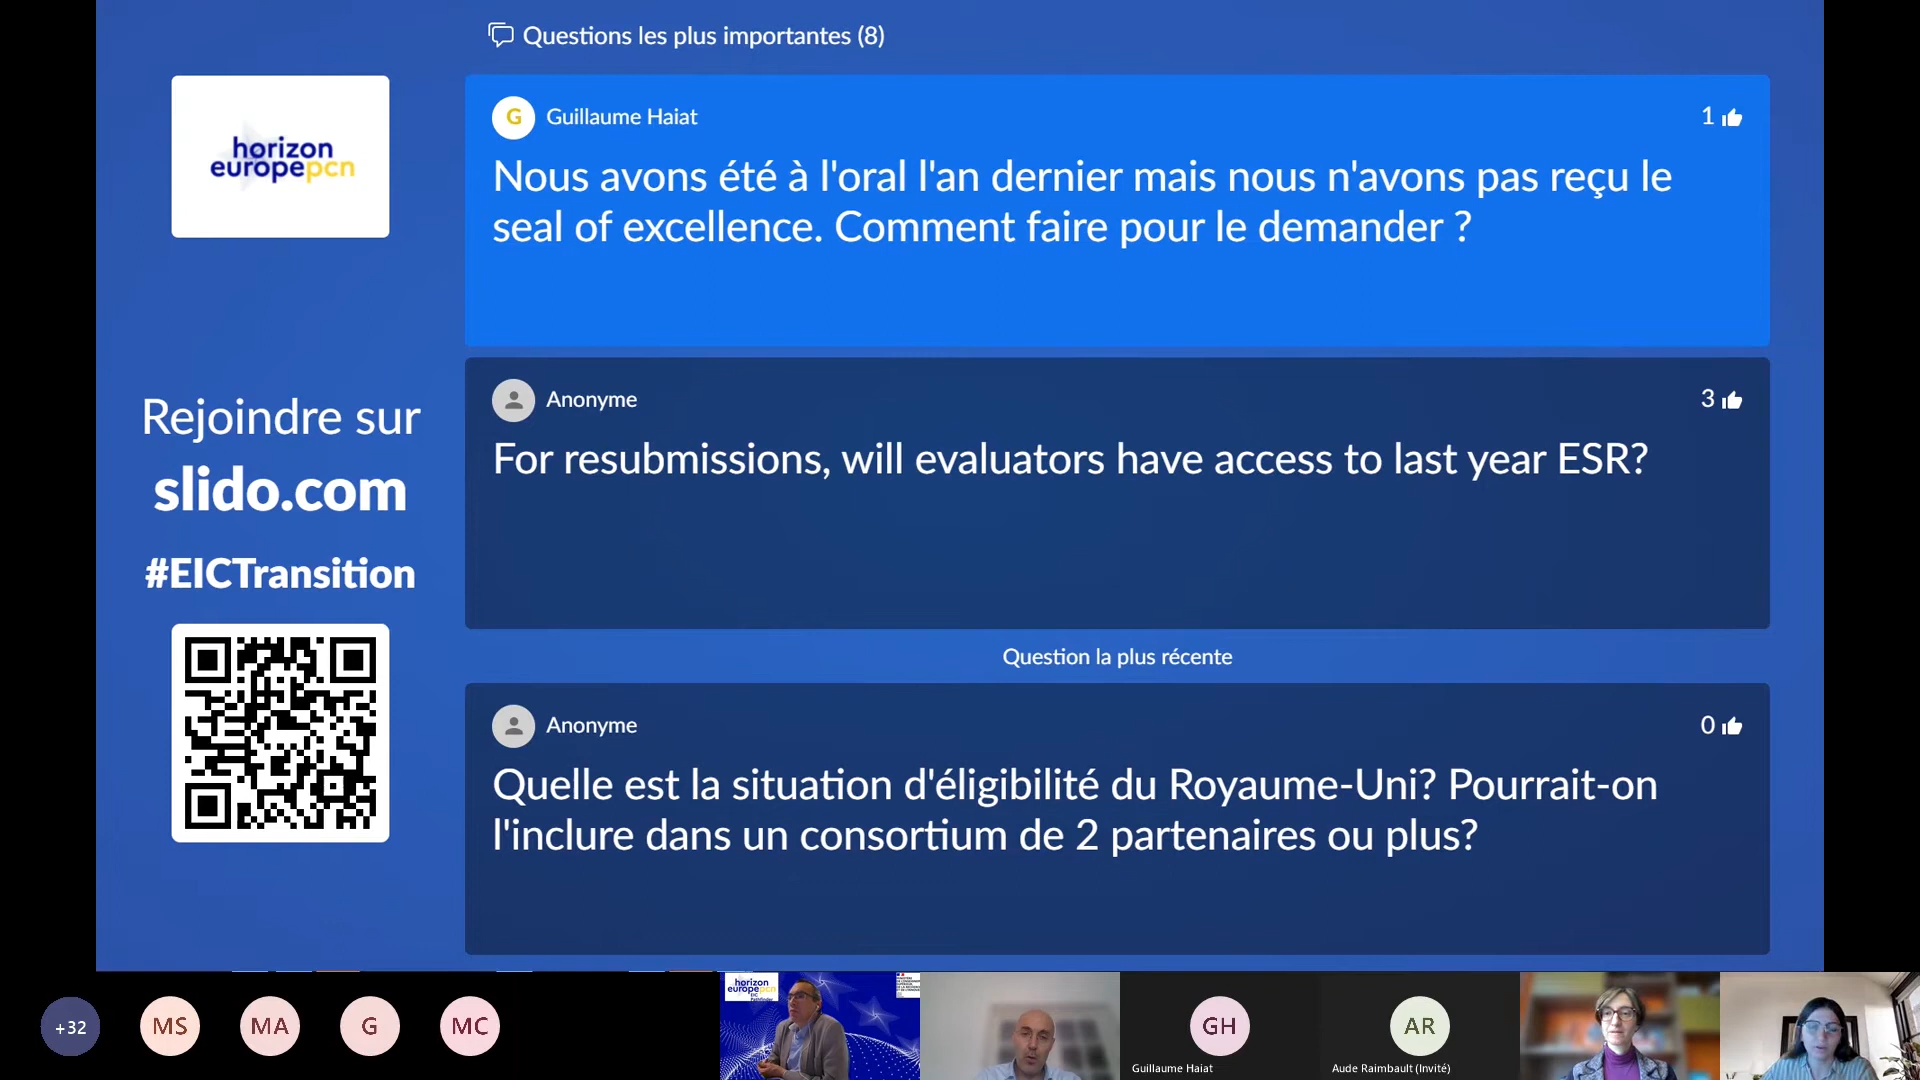 Questions les plus importantes (8)
horizon
europepcn
G
Guillaume Haiat
1
Nous avons été à l'oral l'an dernier mais nous n'avons pas reçu le
seal of excellence. Comment faire pour le demander ?
Rejoindre sur
slido.com
#EICTransition
Anonyme
3
For resubmissions, will evaluators have access to last year ESR?
Question la plus récente
Anonyme
0
Quelle est la situation d'éligibilité du Royaume-Uni? Pourrait-on
l'inclure dans un consortium de 2 partenaires ou plus?
+32
MS
MA
G
MC
horizon
europepcn
EIC
Pathfinder
GH
Guillaume Haiat
AR
Aude Raimbault (Invité)